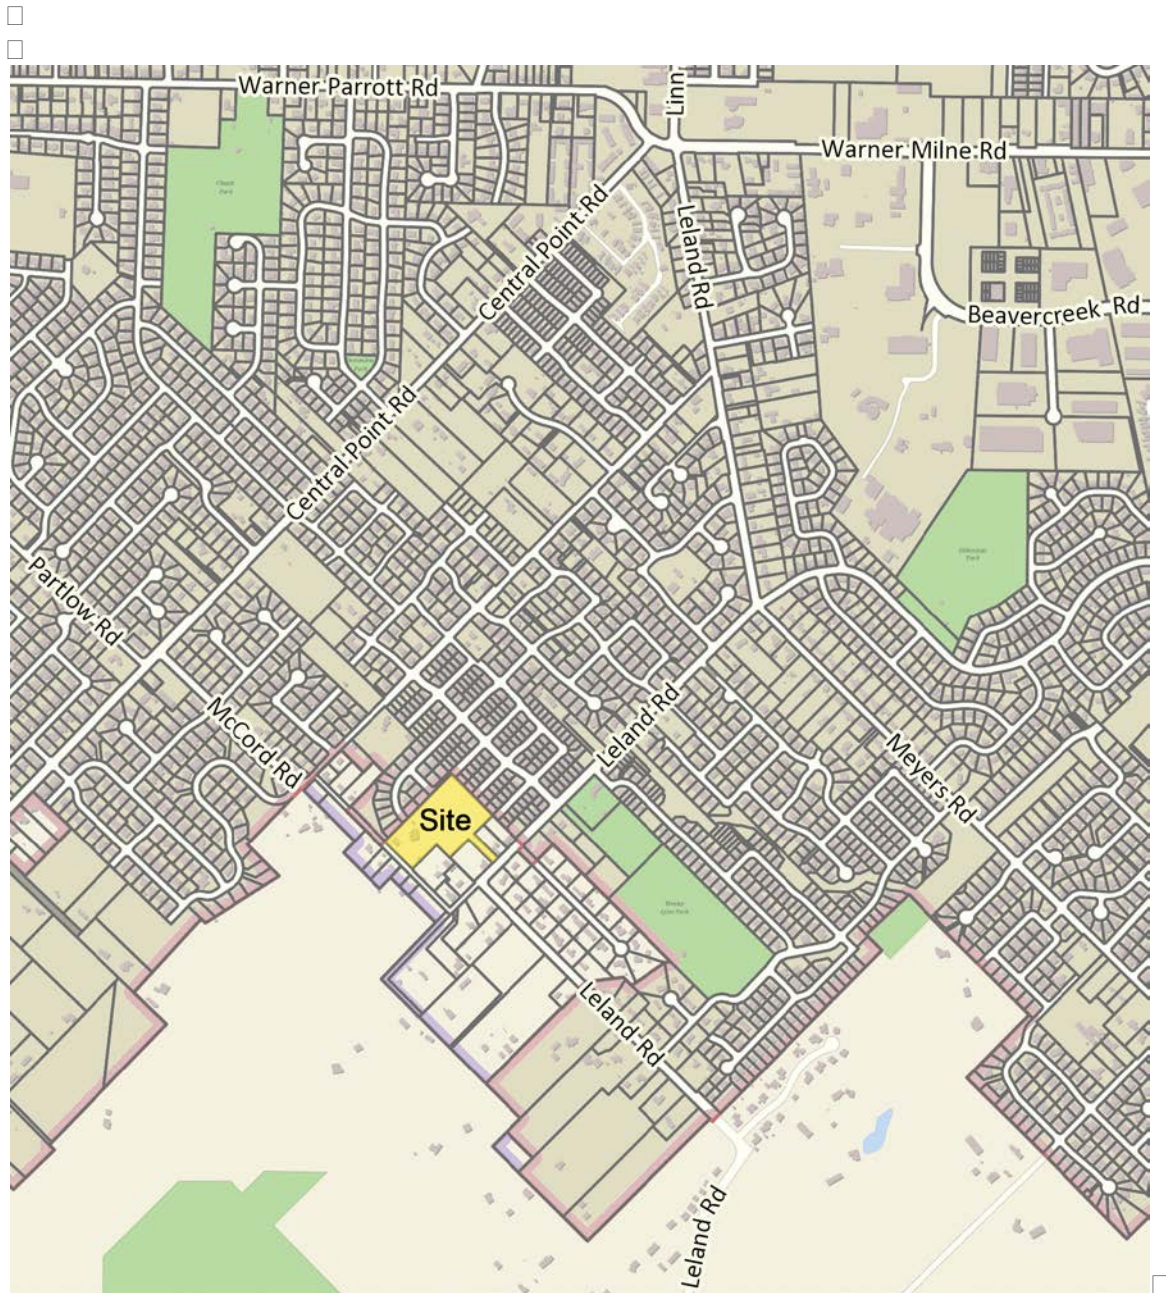 Warner Parrott Rd
Linn
Warner Milne Rd
Central Point Rd
Leland Rd
Beavercreek Rd
Central Point Rd
Partlow Rd
McCord Rd
Leland Rd
Meyers Rd
Site
Leland Rd
Leland Rd